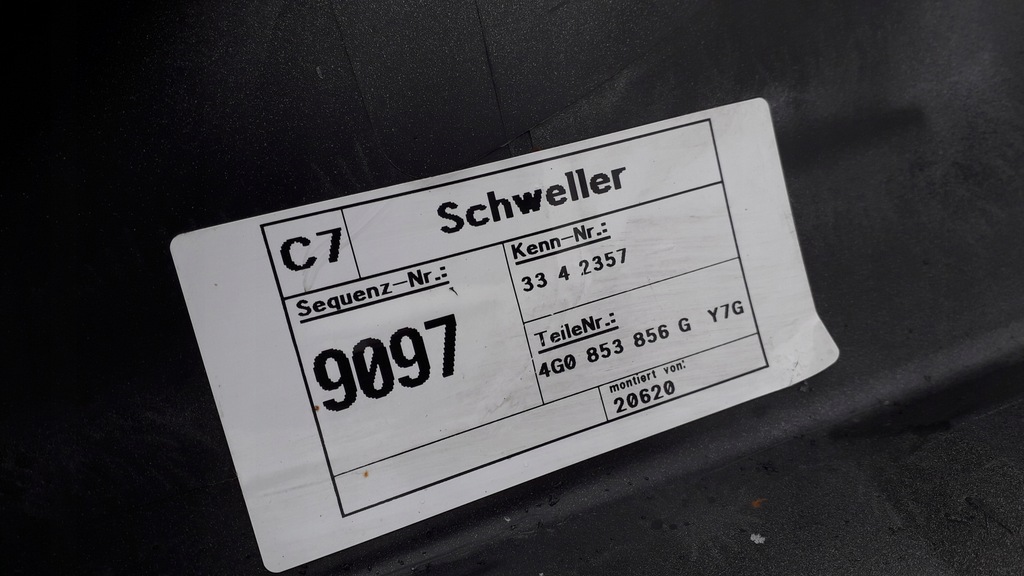 C7 Schweller
Sequenz-Nr.:
9097
Kenn-Nr.:
33 4 2357
TeileNr.:
4G0 853 856 G Y7G
montiert von:
20620